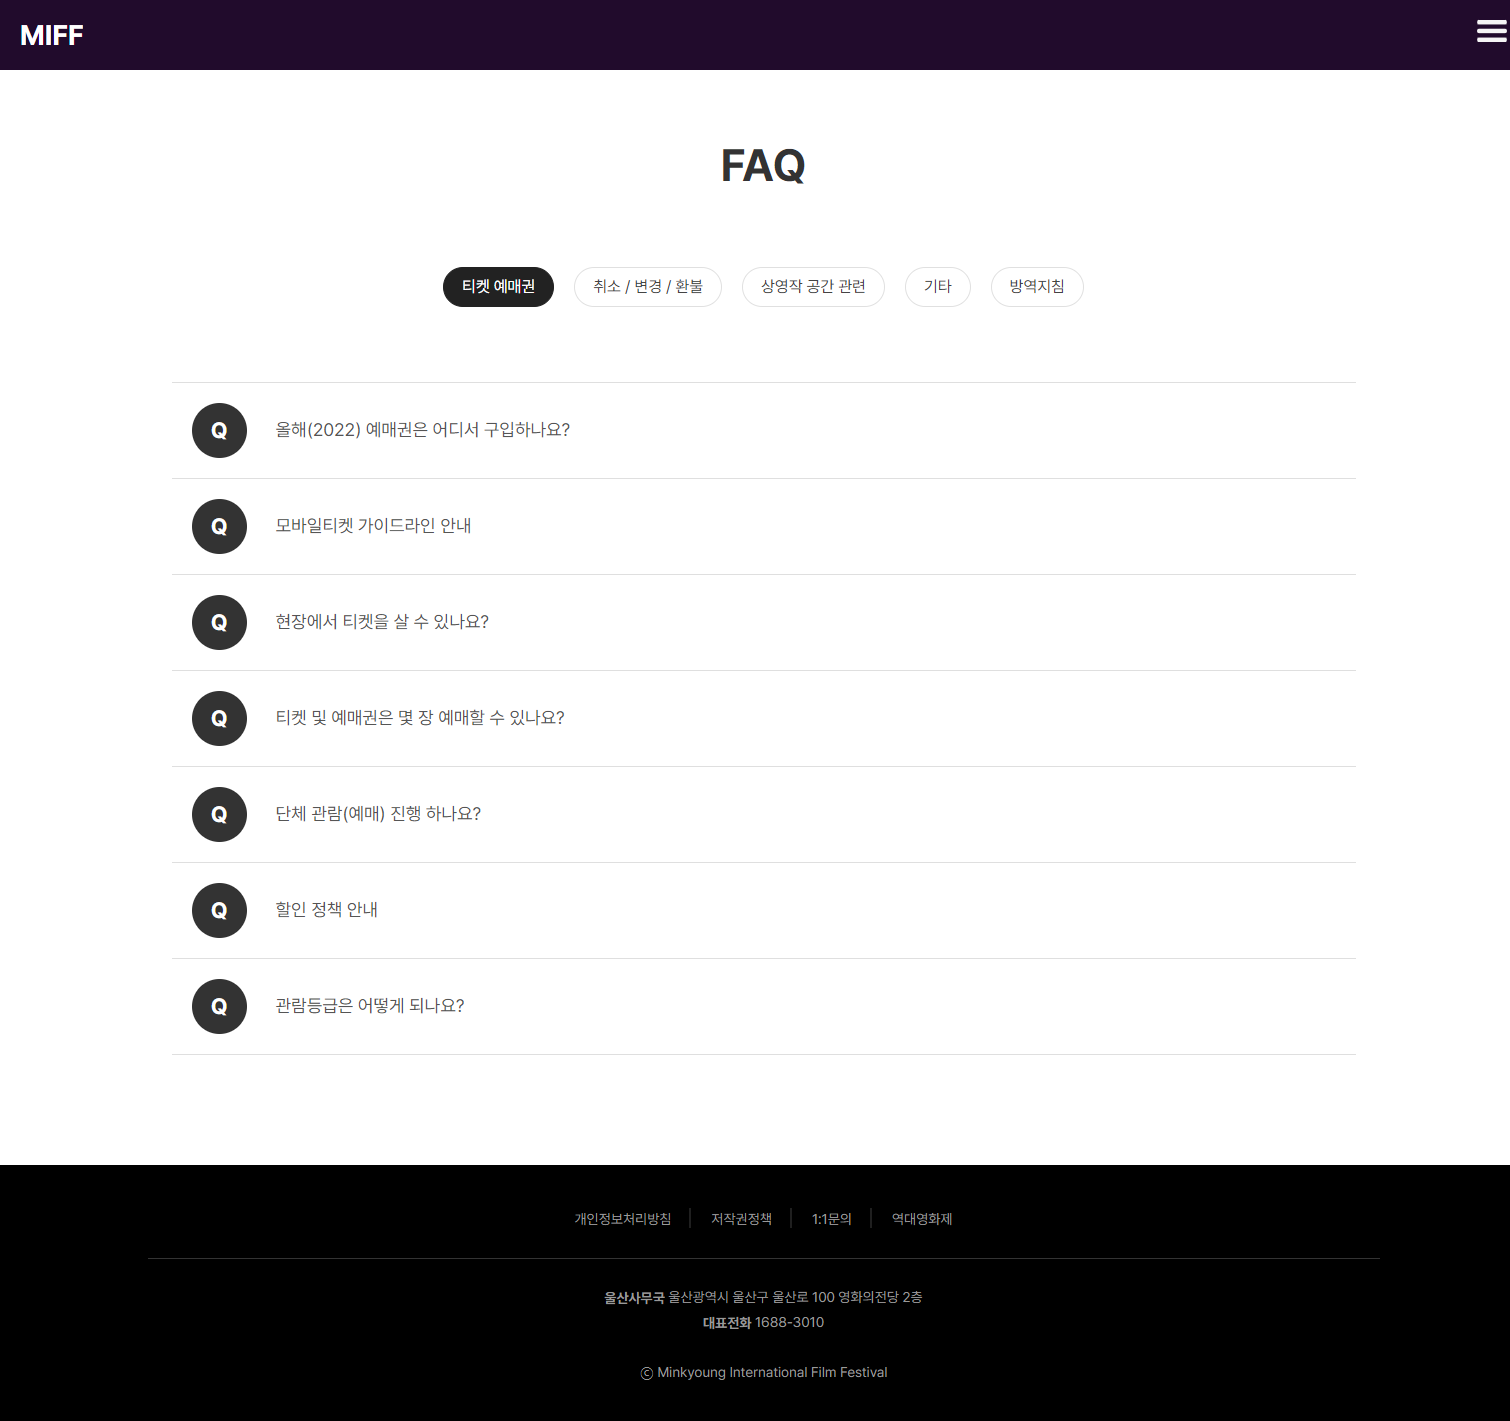 MIFF
FAQ
티켓 예매권
취소 / 변경 / 환불
상영작 공간 관련
기타
방역지침
Q 올해(2022) 예매권은 어디서 구입하나요?
Q 모바일티켓 가이드라인 안내
Q 현장에서 티켓을 살 수 있나요?
Q 티켓 및 예매권은 몇 장 예매할 수 있나요?
Q 단체 관람(예매) 진행 하나요?
Q 할인 정책 안내
Q 관람등급은 어떻게 되나요?
개인정보처리방침 저작권정책 1:1문의 역대영화제
울산사무국 울산광역시 울산구 울산로 100 영화의전당 2층
대표전화 1688-3010
ⓒ Minkyoung International Film Festival